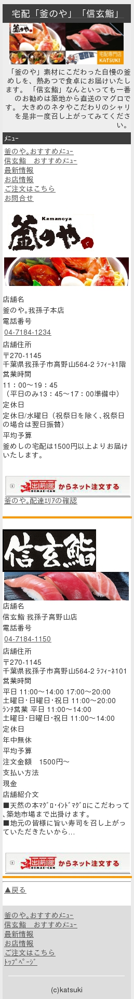 宅配「釜のや」「信玄鮨」
釜のや。
宅配専門店
KATSUKI
「釜のや」素材にこだわった自慢の釜
めしを、熱あつで食卓にお届けいたし
ます。「信玄鮨」なんといっても一番
のお勧めは築地から直送のマグロで
す。 大きめのネタやこだわりのシャリ
を是非一度召し上がってみてくださ
い。
ﾒﾆｭｰ
釜のや｡おすすめﾒﾆｭｰ
信玄鮨　おすすめﾒﾆｭｰ
最新情報
お店情報
ご注文はこちら
お問合せ
Kamanoya
釜のや。
店舗名
釜のや｡我孫子本店
電話番号
04-7184-1234
店舗住所
〒270-1145
千葉県我孫子市高野山564-2 ﾗﾌｨｰﾈ1階
営業時間
11：00～19：45
（平日のみ13：45～17：00準備中）
定休日
定休日/水曜日（祝祭日を除く､祝祭日
の場合は翌日振替）
平均予算
釜めしの宅配は1500円以上よりお届け
いたします。
出前館 DEMAE-CAN からネット注文する
釜のや｡配達ｴﾘｱの確認
信玄鮨
店舗名
信玄鮨 我孫子高野山店
電話番号
04-7184-1150
店舗住所
〒270-1145
千葉県我孫子市高野山564-2 ﾗﾌｨｰﾈ101
営業時間
平日 11:00～14:00 17:00～20:00
土曜日･日曜日･祝日 11:00～20:00
ﾗﾝﾁ営業 平日 11:00～14:00
土曜日･日曜日･祝日 11:00～14:00
定休日
年中無休
平均予算
注文金額　1500円～
支払い方法
現金
店舗紹介文
■天然の本ﾏｸﾞﾛ･ｲﾝﾄﾞﾏｸﾞﾛにこだわって
､築地市場まで出掛けます。
■地元の皆様に旨い寿司を召し上がっ
ていただきたいから…
出前館 DEMAE-CAN からネット注文する
▲戻る
釜のや｡おすすめﾒﾆｭｰ
信玄鮨　おすすめﾒﾆｭｰ
最新情報
お店情報
ご注文はこちら
ﾄｯﾌﾟﾍﾟｰｼﾞ
(c)katsuki